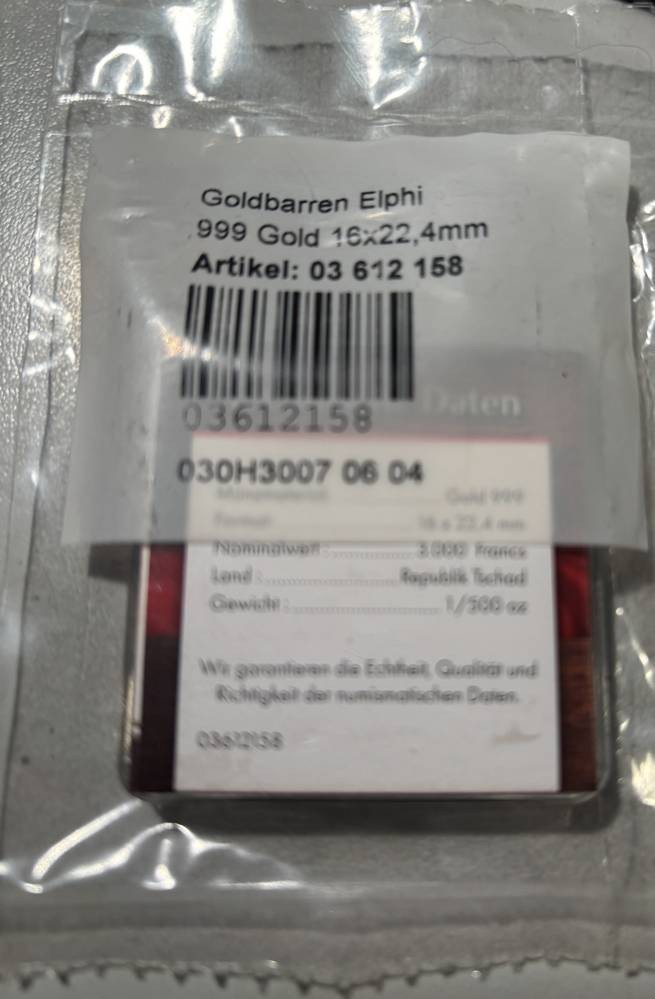 Goldbarren Elphi
.999 Gold 16x22,4mm
Artikel: 03 612 158
03612158
Daten
030H3007 06 04
Münzmaterial Gold 999
Format 16 x 22,4 mm
Nominalwert: 3.000 Francs
Land: Republik Tschad
Gewicht: 1/500 oz
Wir garantieren die Echtheit, Qualität und
Richtigkeit der numismatischen Daten.
03612158